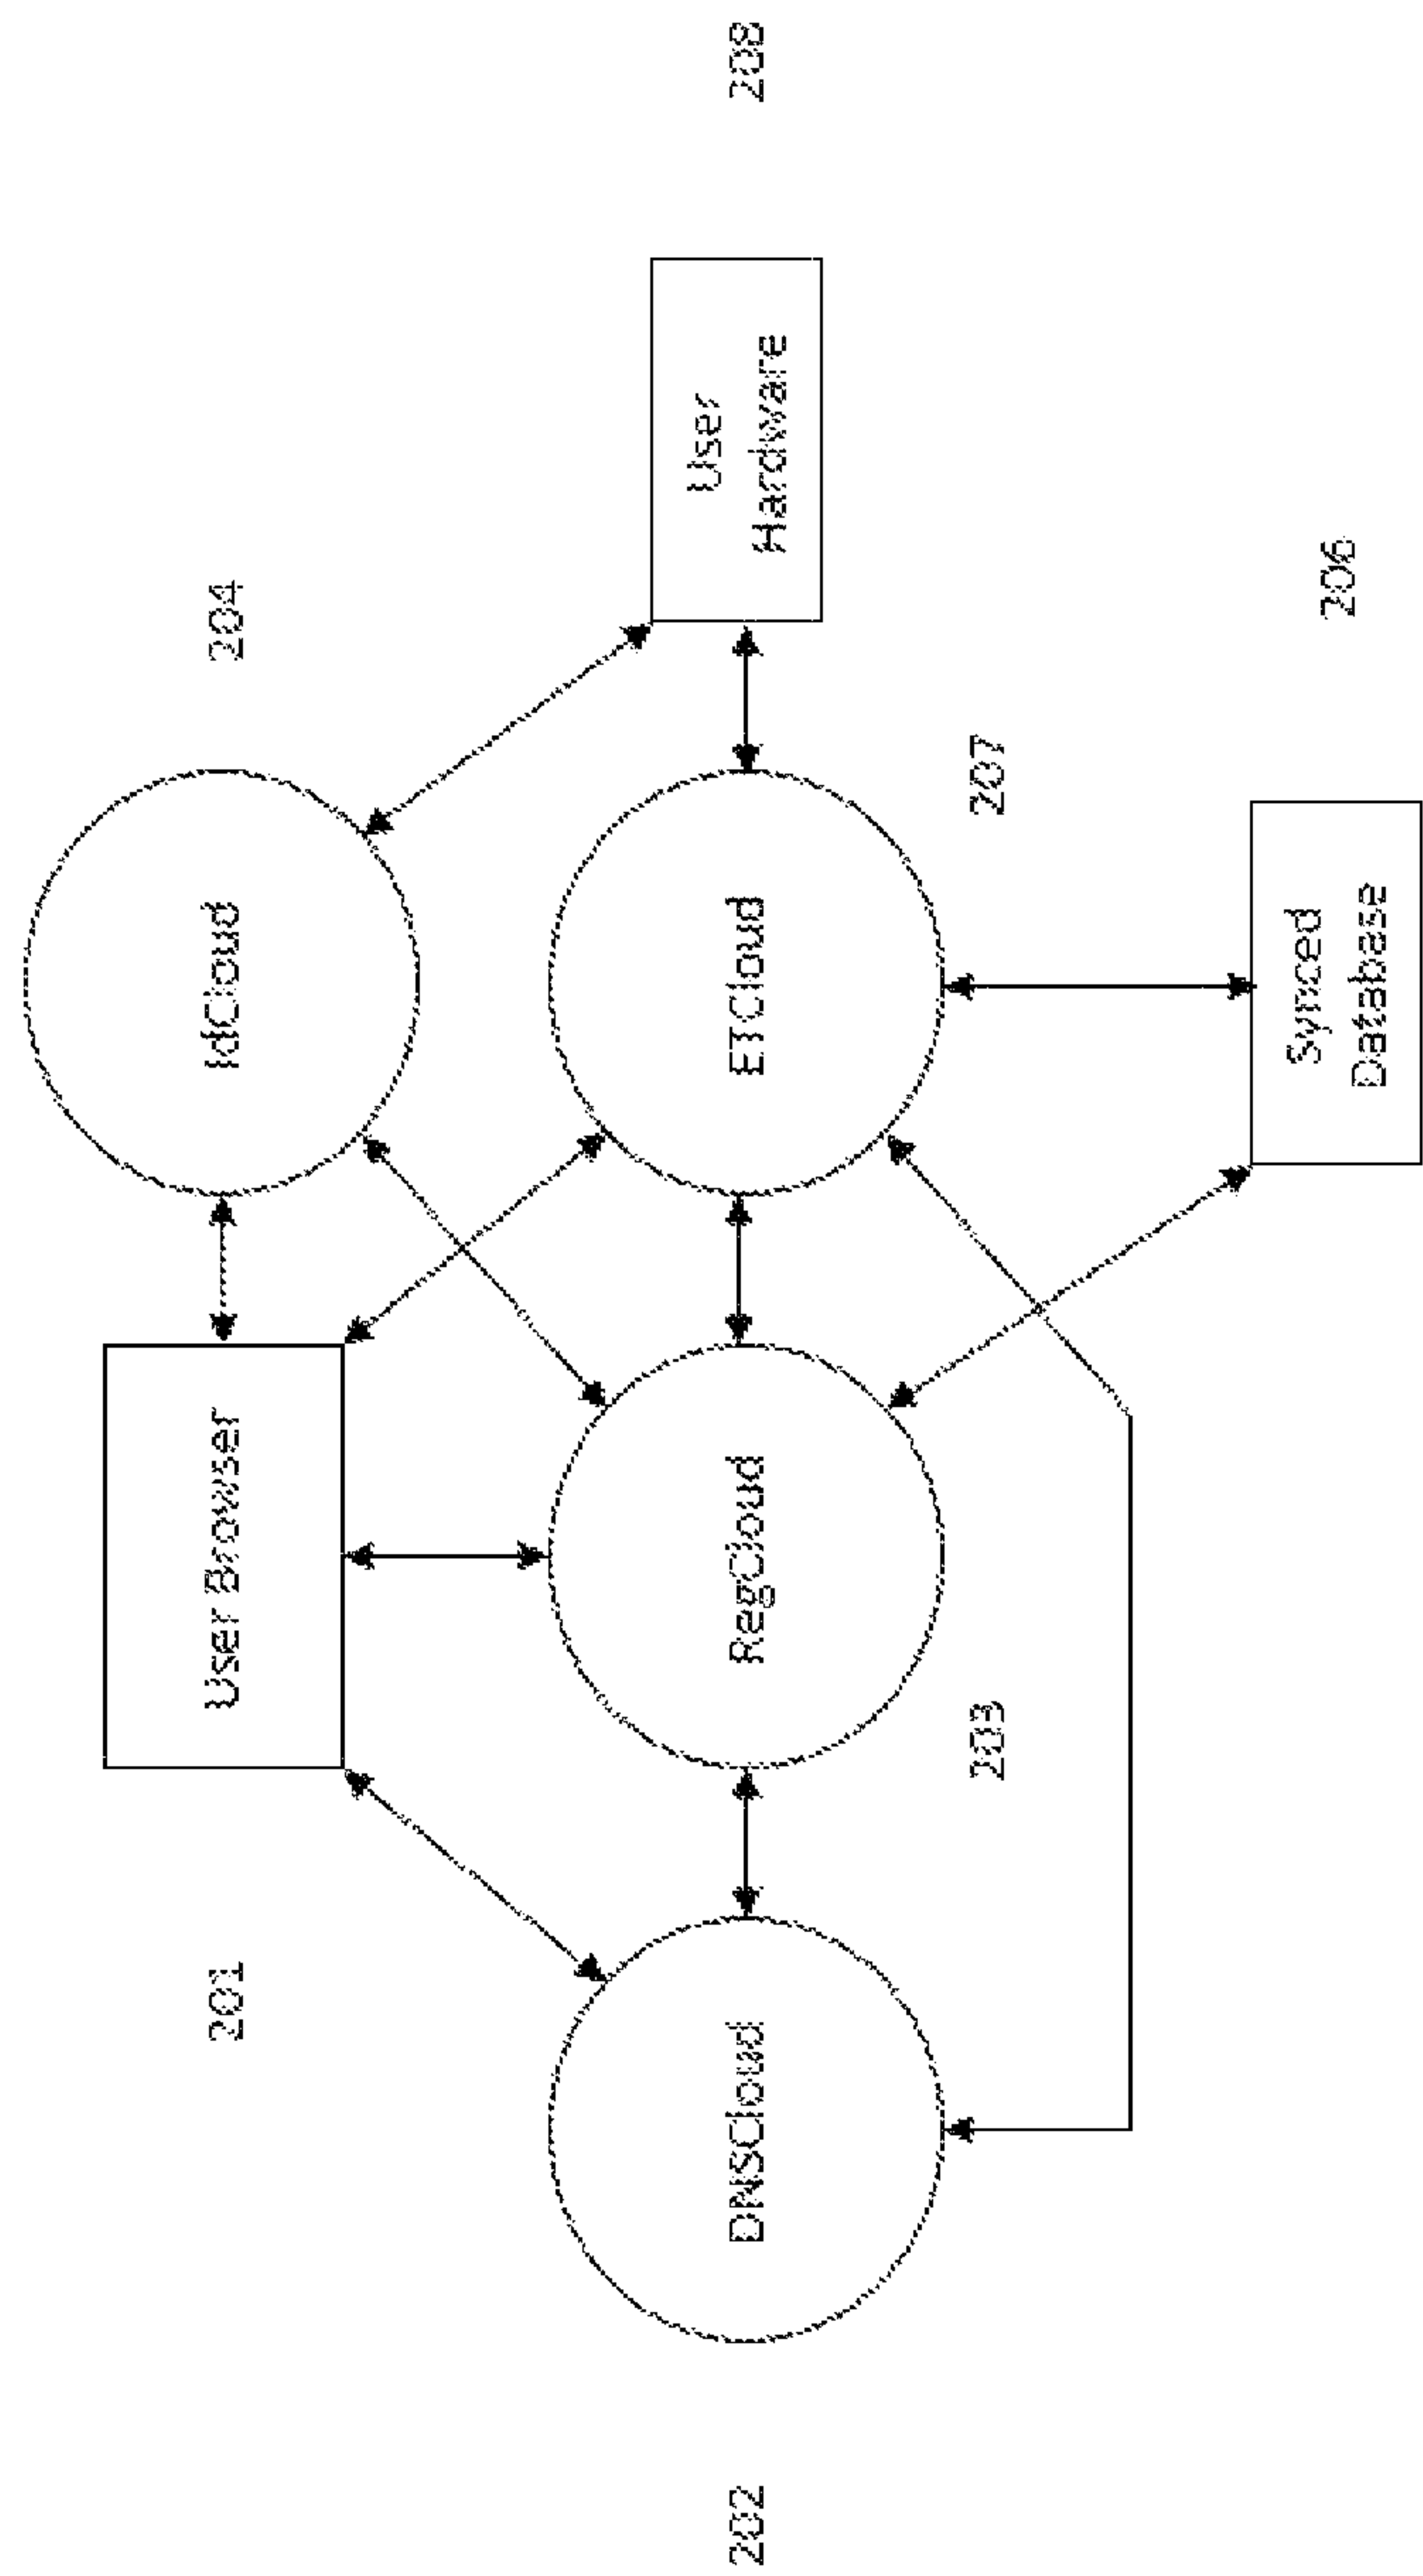 201
User Browser
IdCloud
204
202
DNSCloud
RegCloud
ETCloud
User
Hardware
208
203
207
Synced
Database
206